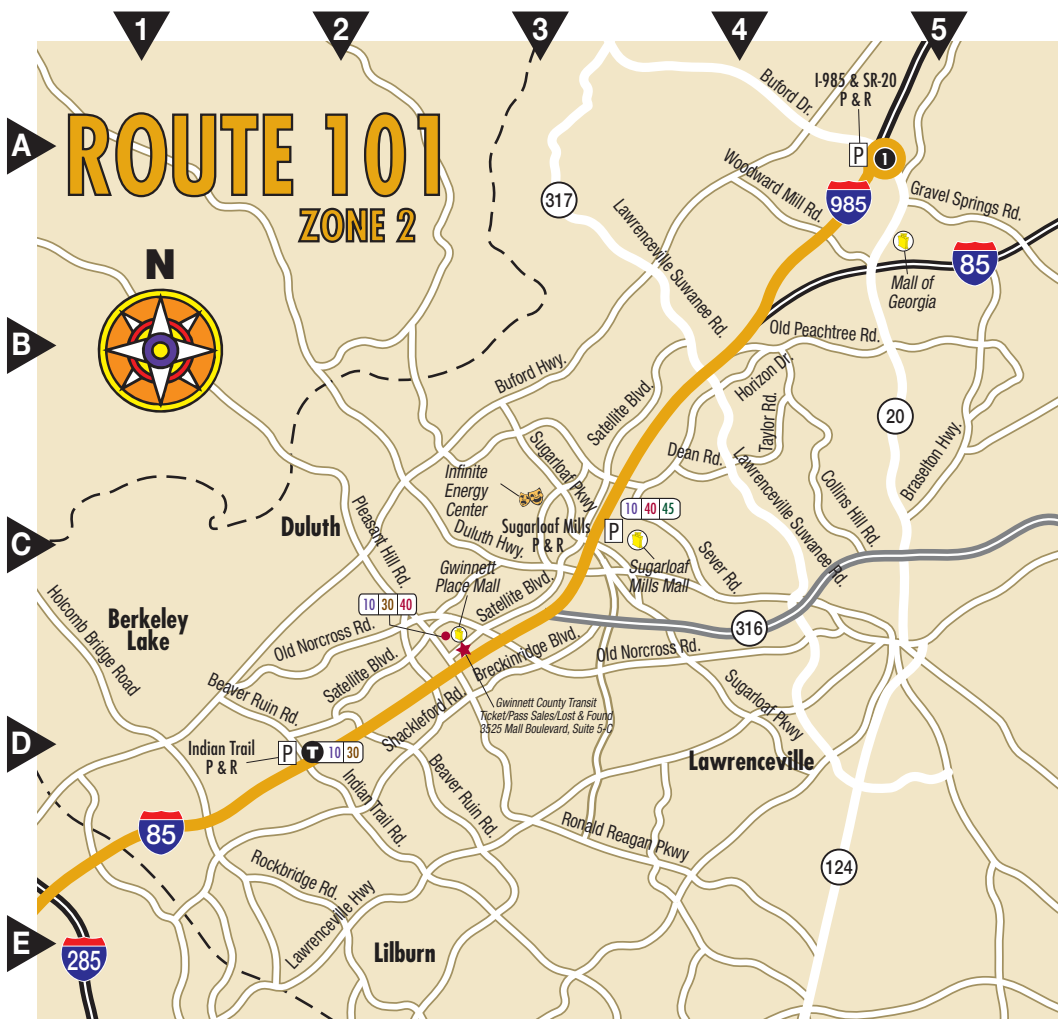 1 2 3 4 5
A
B
C
D
E
ROUTE 101
ZONE 2
N
I-985 & SR-20
P & R
P
1
Buford Dr.
Woodward Mill Rd.
985
Gravel Springs Rd.
317
Lawrenceville Suwanee Rd.
Mall of
Georgia
85
Old Peachtree Rd.
Horizon Dr.
Taylor Rd.
20
Buford Hwy.
Satellite Blvd.
Dean Rd.
Sugarloaf Pkwy
Lawrenceville Suwanee Rd.
Collins Hill Rd.
Braselton Hwy.
Infinite
Energy
Center
10 40 45
P
Sugarloaf Mills
P & R
Sugarloaf
Mills Mall
Sever Rd.
Duluth
Pleasant Hill Rd.
Duluth Hwy.
Gwinnett
Place Mall
Satellite Blvd.
10 30 40
Berkeley
Lake
Holcomb Bridge Road
Old Norcross Rd.
Satellite Blvd.
Breckinridge Blvd.
316
Old Norcross Rd.
Sugarloaf Pkwy
Beaver Ruin Rd.
Shackleford Rd.
Gwinnett County Transit
Ticket/Pass Sales/Lost & Found
3525 Mall Boulevard, Suite 5-C
Indian Trail
P & R
P
T 10 30
Lawrenceville
Indian Trail Rd.
Beaver Ruin Rd.
85
Ronald Reagan Pkwy
124
Rockbridge Rd.
Lawrenceville Hwy
Lilburn
285